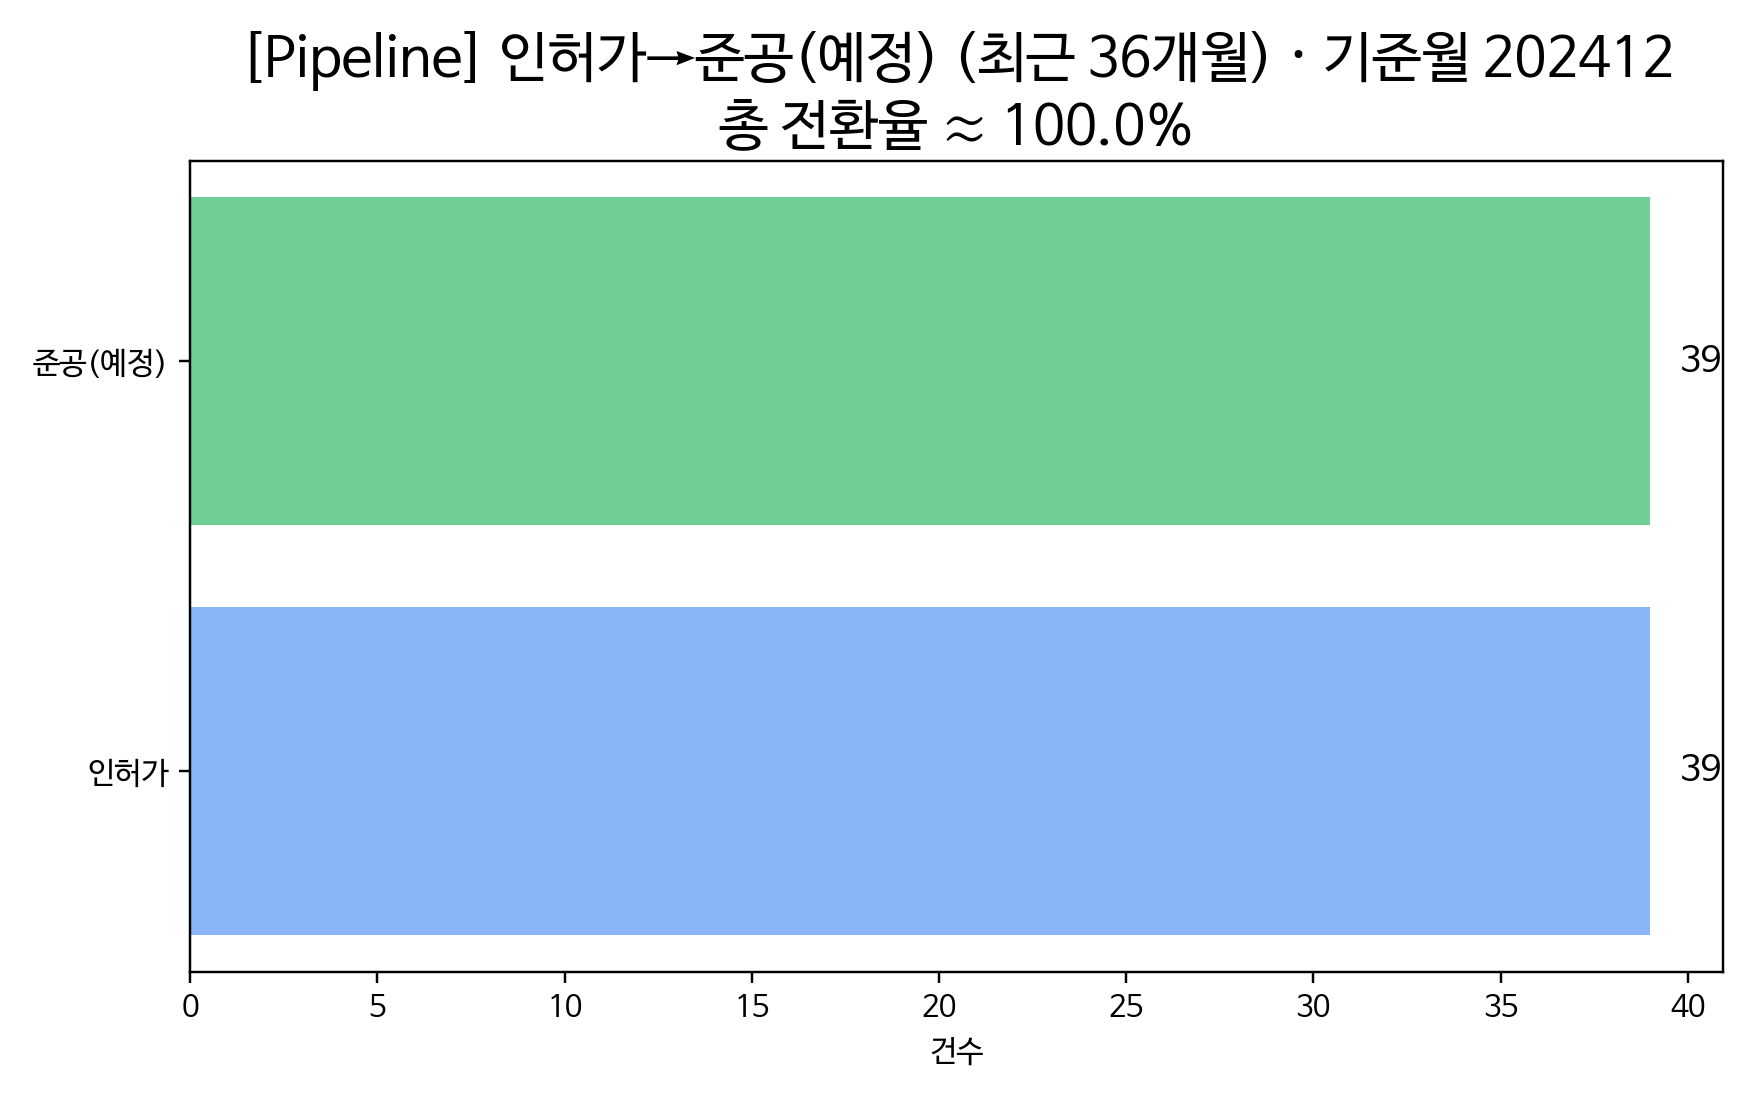 [Pipeline] 인허가→준공(예정) (최근 36개월) · 기준월 202412
총 전환율 ≈ 100.0%
준공(예정)
39
인허가
39
0 5 10 15 20 25 30 35 40
건수